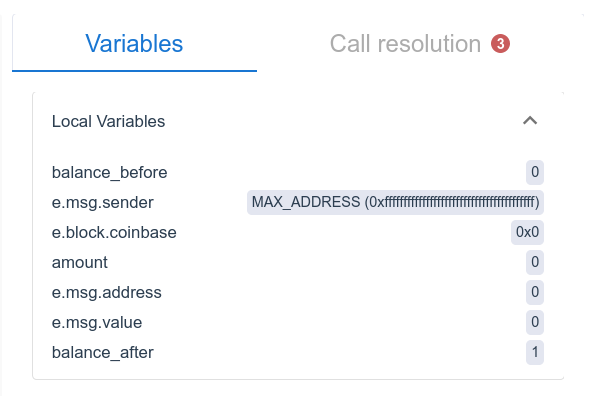 Variables Call resolution 3
Local Variables
balance_before 0
e.msg.sender MAX_ADDRESS (0xffffffffffffffffffffffffffffffffffffffff)
e.block.coinbase 0x0
amount 0
e.msg.address 0
e.msg.value 0
balance_after 1